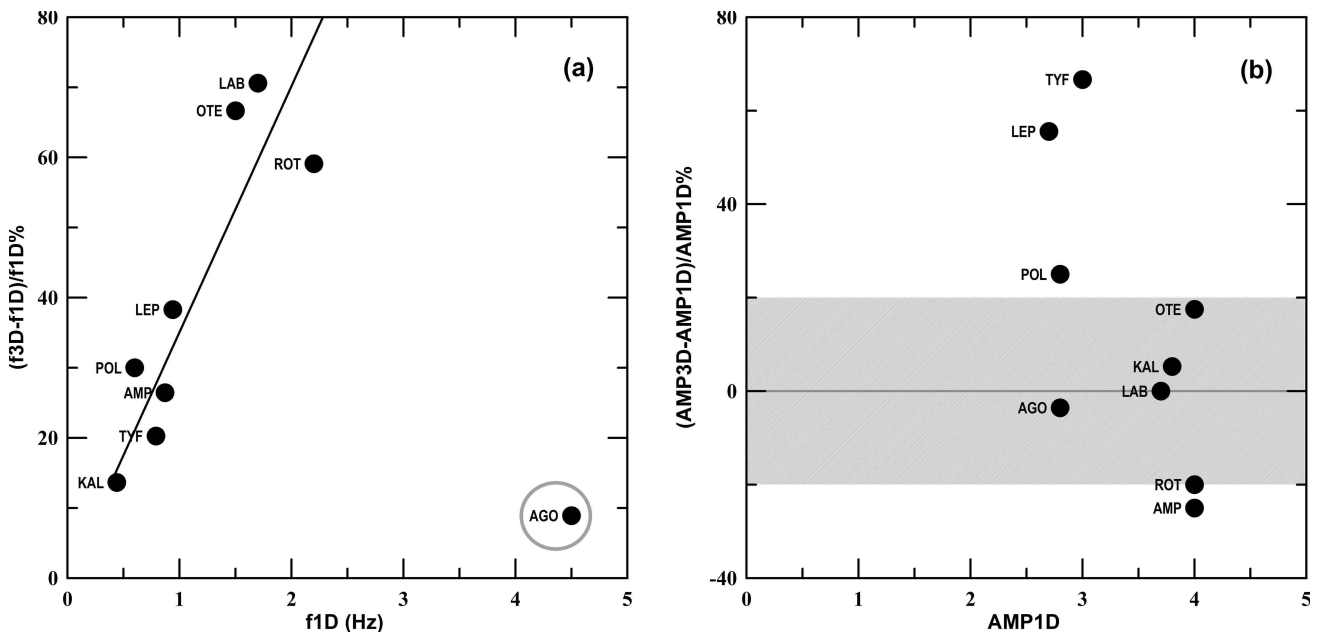 80
60
40
20
0
(f3D-f1D)/f1D%
(a)
LAB
OTE
ROT
LEP
POL
AMP
TYF
KAL
AGO
0 1 2 3 4 5
f1D (Hz)
80
40
0
-40
(AMP3D-AMP1D)/AMP1D%
(b)
TYF
LEP
POL
OTE
KAL
LAB
AGO
ROT
AMP
0 1 2 3 4 5
AMP1D